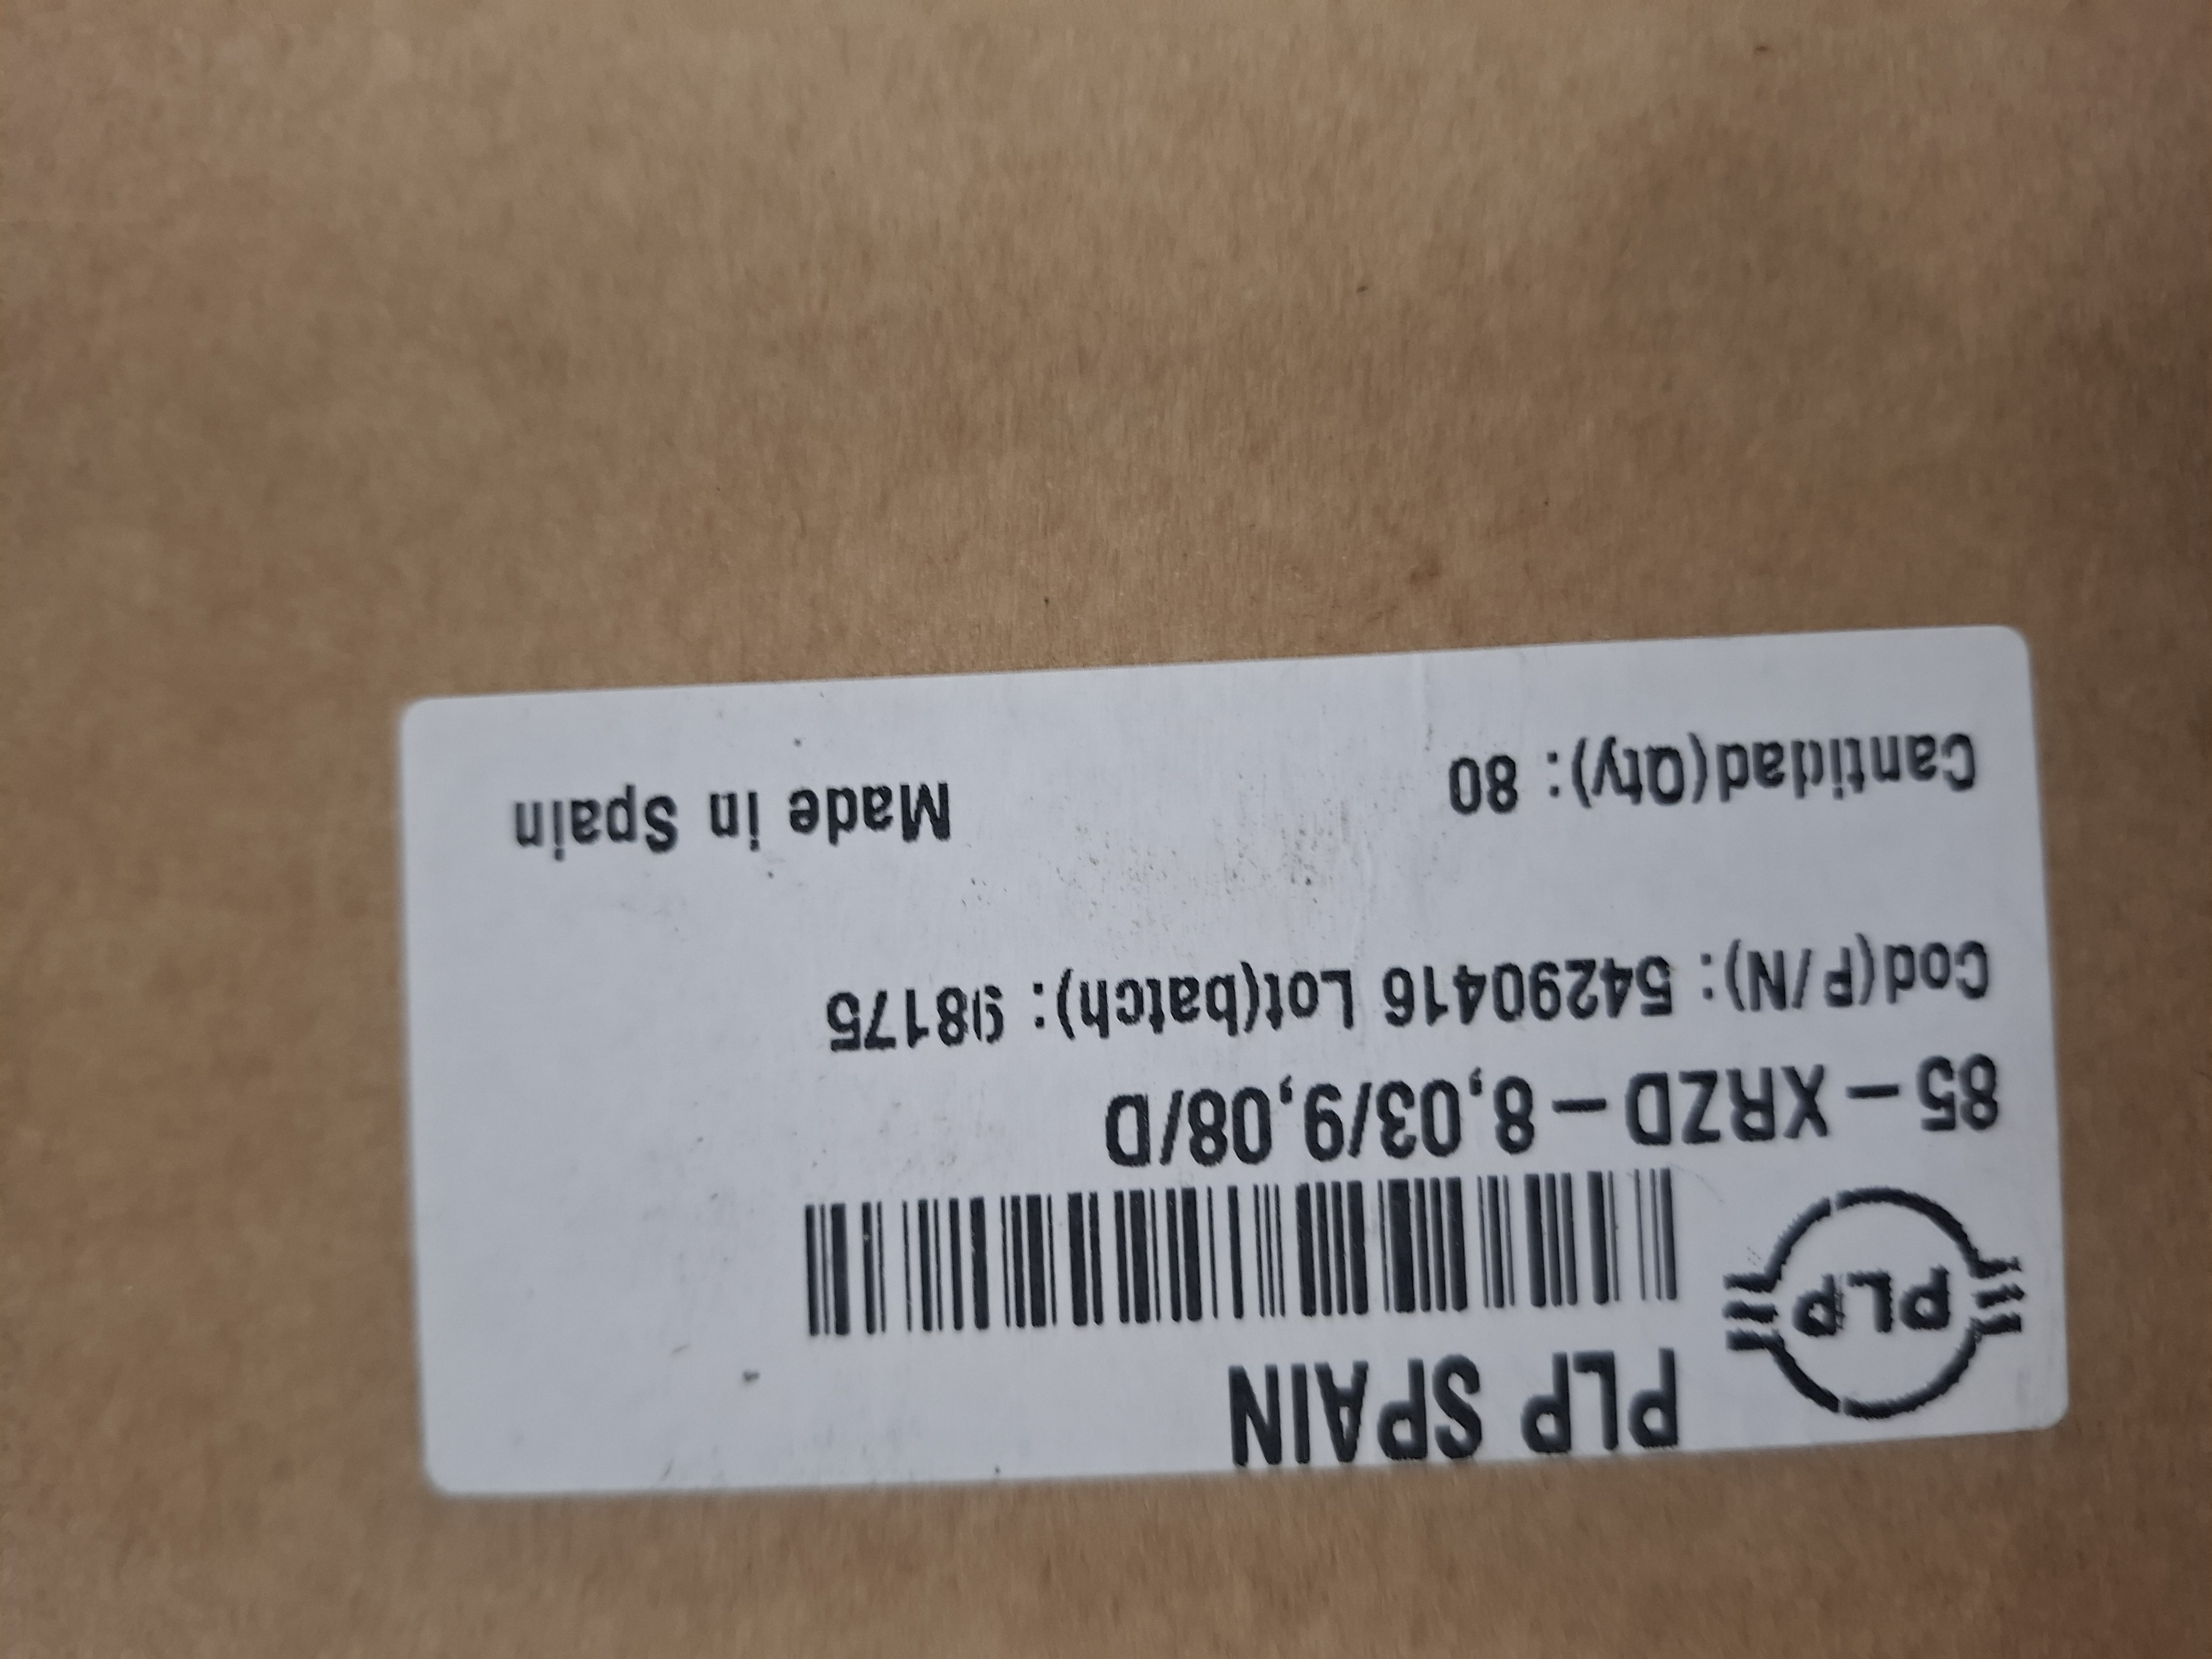 PLP SPAIN
PLP
85-XRZD-8,03/9,08/D
Cod(P/N): 54290416 Lot(batch): 98175
Cantidad(Qty): 80
Made in Spain